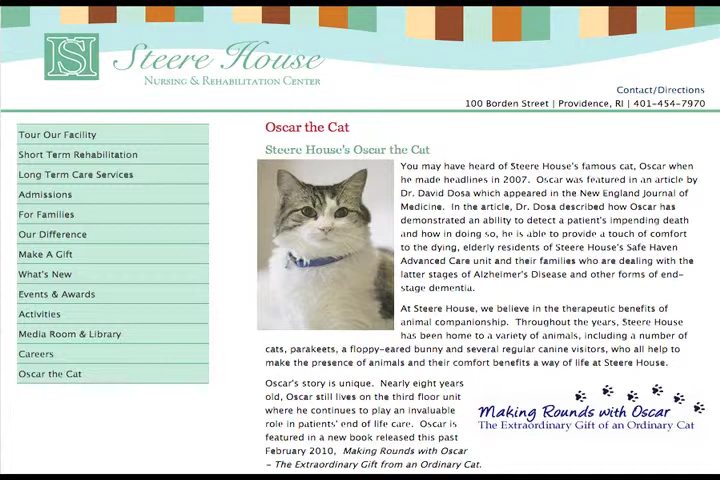 SH
Steere House
Nursing & Rehabilitation Center
Contact/Directions
100 Borden Street | Providence, RI | 401-454-7970
Tour Our Facility
Short Term Rehabilitation
Long Term Care Services
Admissions
For Families
Our Difference
Make A Gift
What's New
Events & Awards
Activities
Media Room & Library
Careers
Oscar the Cat
Oscar the Cat
Steere House's Oscar the Cat
You may have heard of Steere House's famous cat, Oscar when
he made headlines in 2007. Oscar was featured in an article by
Dr. David Dosa which appeared in the New England Journal of
Medicine. In the article, Dr. Dosa described how Oscar has
demonstrated an ability to detect a patient's impending death
and how in doing so, he is able to provide a touch of comfort
to the dying, elderly residents of Steere House's Safe Haven
Advanced Care unit and their families who are dealing with the
latter stages of Alzheimer's Disease and other forms of end-
stage dementia.
At Steere House, we believe in the therapeutic benefits of
animal companionship. Throughout the years, Steere House
has been home to a variety of animals, including a number of
cats, parakeets, a floppy-eared bunny and several regular canine visitors, who all help to
make the presence of animals and their comfort benefits a way of life at Steere House.
Oscar's story is unique. Nearly eight years
old, Oscar still lives on the third floor unit
where he continues to play an invaluable
role in patients' end of life care. Oscar is
featured in a new book released this past
February 2010, Making Rounds with Oscar
- The Extraordinary Gift from an Ordinary Cat.
Making Rounds with Oscar
The Extraordinary Gift of an Ordinary Cat